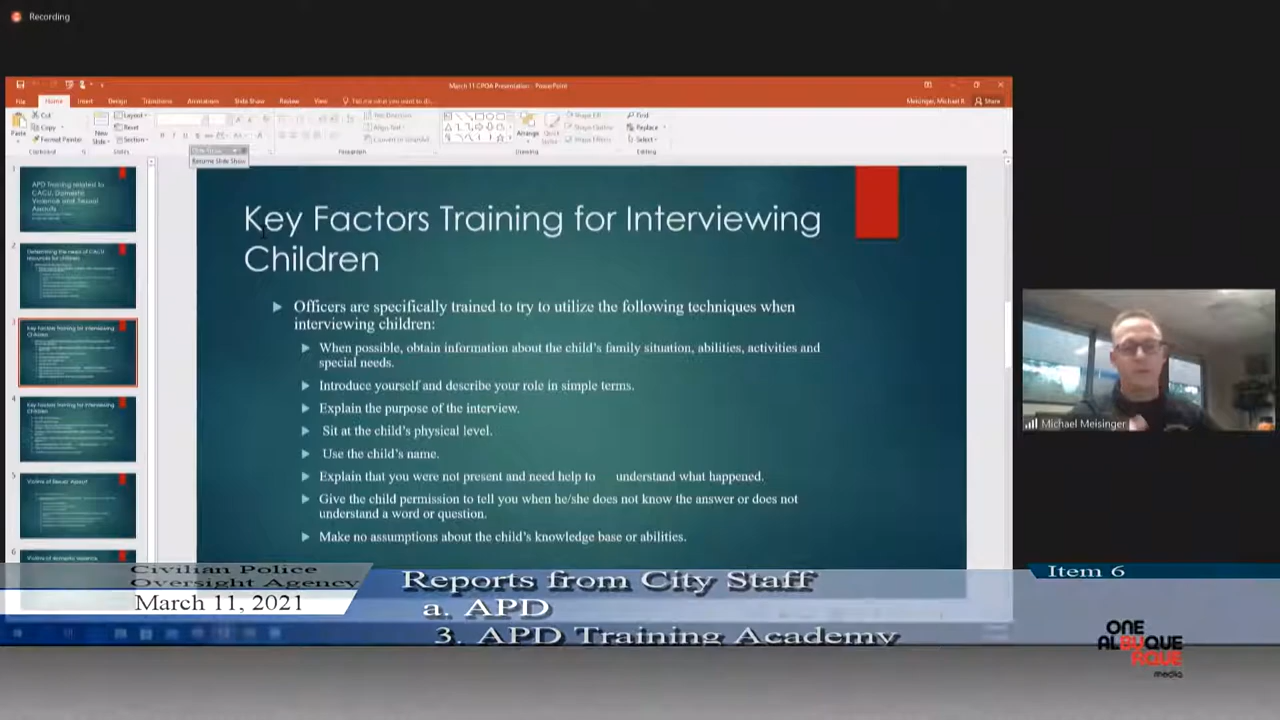 Recording
March 11 CPOA Presentation - PowerPoint
File Home Insert Design Transitions Animations Slide Show Review View Tell me what you want to do...
Meisinger, Michael R. Share
Paste
Cut
Copy
Format Painter
Clipboard
New
Slide
Layout
Reset
Section
Slides
Resume Slide Show
Paragraph
Arrange
Quick
Styles
Shape Fill
Shape Outline
Shape Effects
Drawing
Find
Replace
Select
Editing
1
APD Training related to
CACU, Domestic
Violence and Sexual
Assaults
2
Determining the need of CACU
resources for children
3
Key Factors Training for Interviewing
Children
4
Key Factors Training for Interviewing
Children
5
Victims of Sexual Assault
6
Victims of domestic violence
Key Factors Training for Interviewing
Children
Officers are specifically trained to try to utilize the following techniques when
interviewing children:
When possible, obtain information about the child's family situation, abilities, activities and
special needs.
Introduce yourself and describe your role in simple terms.
Explain the purpose of the interview.
Sit at the child's physical level.
Use the child's name.
Explain that you were not present and need help to understand what happened.
Give the child permission to tell you when he/she does not know the answer or does not
understand a word or question.
Make no assumptions about the child's knowledge base or abilities.
Michael Meisinger
Civilian Police
Oversight Agency
March 11, 2021
Reports from City Staff
a. APD
3. APD Training Academy
Item 6
ONE
ALBUQUE
RQUE
media